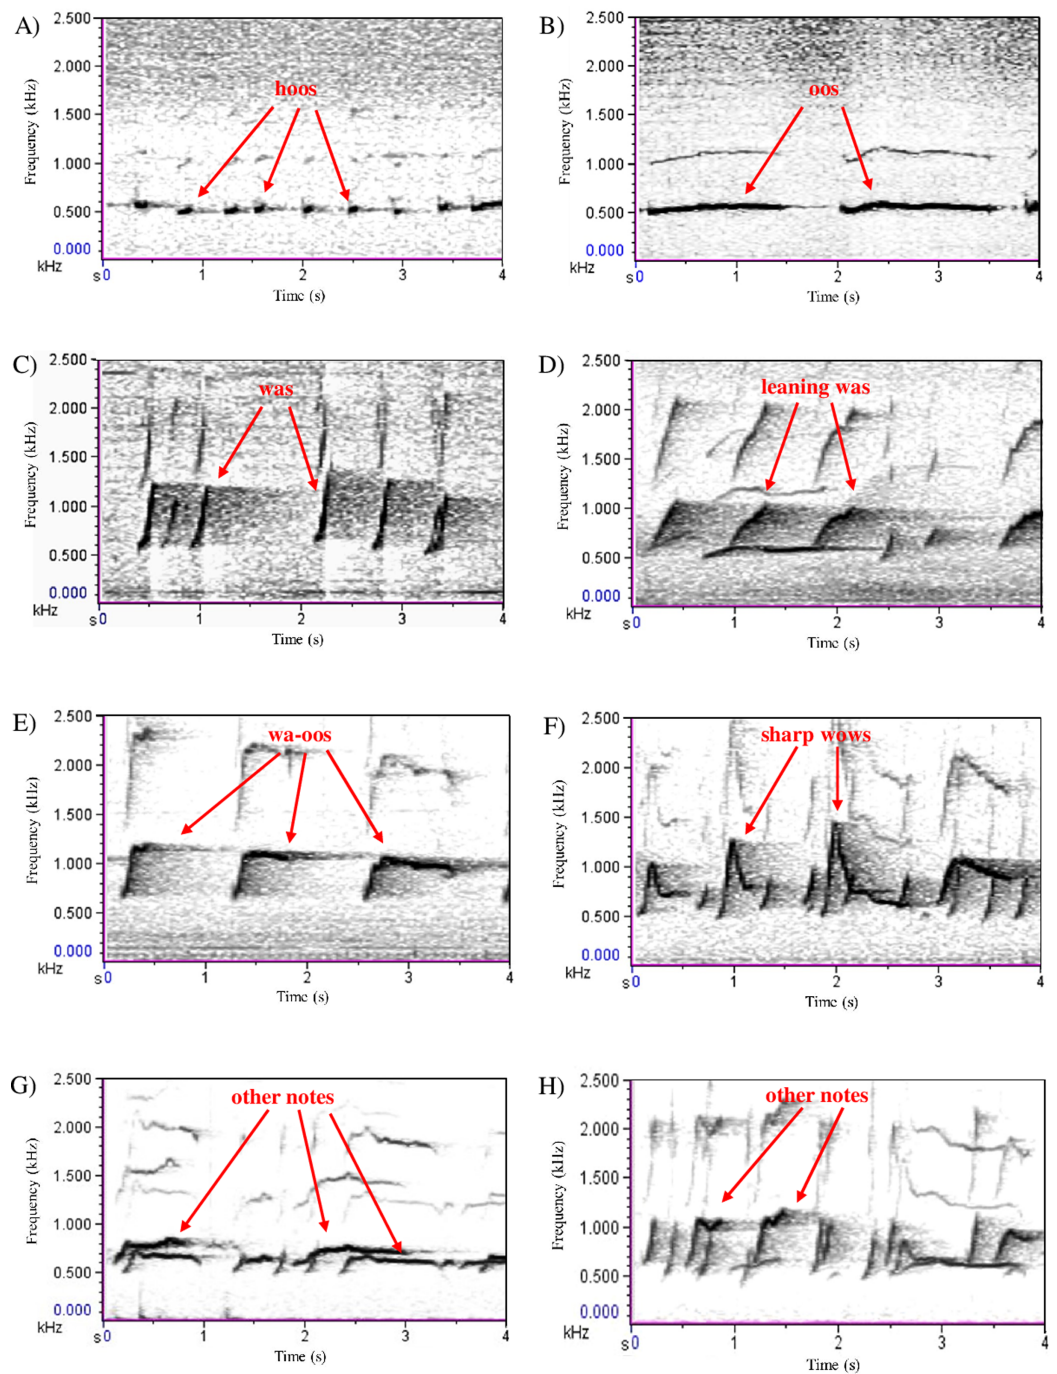 A)
2.500
2.000
1.500
1.000
0.500
0.000
Frequency (kHz)
kHz
s 0 1 2 3 4
Time (s)
hoos
B)
2.500
2.000
1.500
1.000
0.500
0.000
Frequency (kHz)
kHz
s 0 1 2 3 4
Time (s)
oos
C)
2.500
2.000
1.500
1.000
0.500
0.000
Frequency (kHz)
kHz
s 0 1 2 3 4
Time (s)
was
D)
2.500
2.000
1.500
1.000
0.500
0.000
Frequency (kHz)
kHz
s 0 1 2 3 4
Time (s)
leaning was
E)
2.500
2.000
1.500
1.000
0.500
0.000
Frequency (kHz)
kHz
s 0 1 2 3 4
Time (s)
wa-oos
F)
2.500
2.000
1.500
1.000
0.500
0.000
Frequency (kHz)
kHz
s 0 1 2 3 4
Time (s)
sharp wows
G)
2.500
2.000
1.500
1.000
0.500
0.000
Frequency (kHz)
kHz
s 0 1 2 3 4
Time (s)
other notes
H)
2.500
2.000
1.500
1.000
0.500
0.000
Frequency (kHz)
kHz
s 0 1 2 3 4
Time (s)
other notes